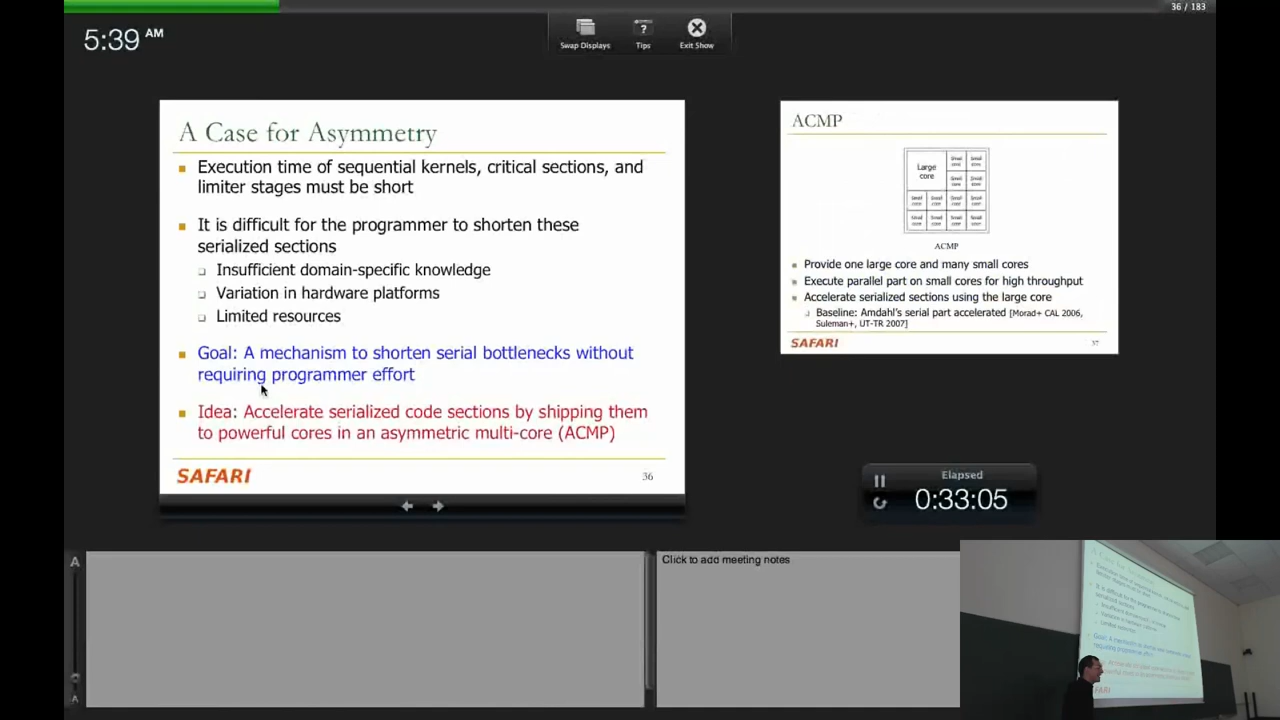 36 / 183
5:39 AM
Swap Displays
Tips
Exit Show
A Case for Asymmetry
Execution time of sequential kernels, critical sections, and
limiter stages must be short
It is difficult for the programmer to shorten these
serialized sections
Insufficient domain-specific knowledge
Variation in hardware platforms
Limited resources
Goal: A mechanism to shorten serial bottlenecks without
requiring programmer effort
Idea: Accelerate serialized code sections by shipping them
to powerful cores in an asymmetric multi-core (ACMP)
SAFARI
36
ACMP
Large
core
ACMP
Provide one large core and many small cores
Execute parallel part on small cores for high throughput
Accelerate serialized sections using the large core
Baseline: Amdahl's serial part accelerated [Morad+ CAL 2006,
Suleman+, UT-TR 2007]
SAFARI
37
Elapsed
0:33:05
A
A
Click to add meeting notes